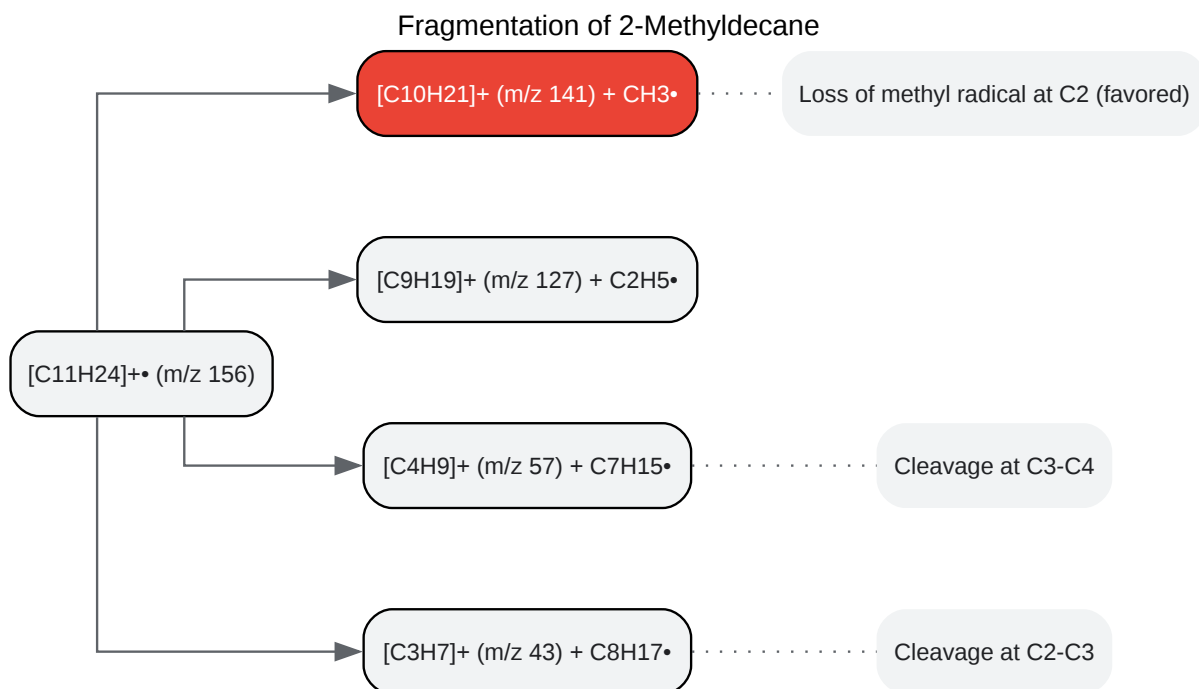 Fragmentation of 2-Methyldecane
[C10H21]+ (m/z 141) + CH3•
Loss of methyl radical at C2 (favored)
[C9H19]+ (m/z 127) + C2H5•
[C11H24]+• (m/z 156)
[C4H9]+ (m/z 57) + C7H15•
Cleavage at C3-C4
[C3H7]+ (m/z 43) + C8H17•
Cleavage at C2-C3